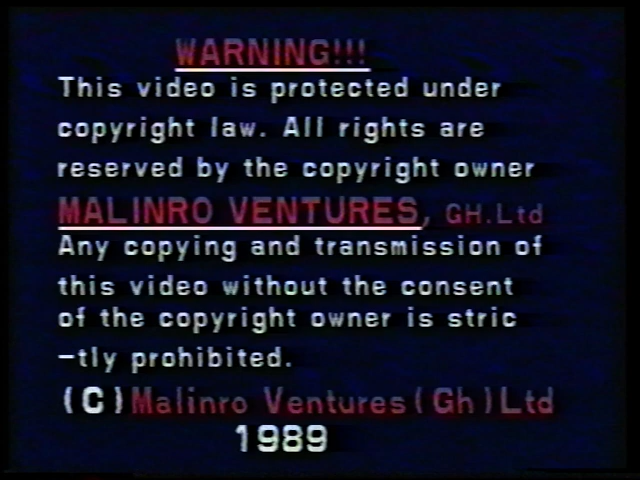 WARNING!!!
This video is protected under
copyright law. All rights are
reserved by the copyright owner
MALINRO VENTURES, GH.Ltd
Any copying and transmission of
this video without the consent
of the copyright owner is stric
-tly prohibited.
(C)Malinro Ventures(Gh)Ltd
1989